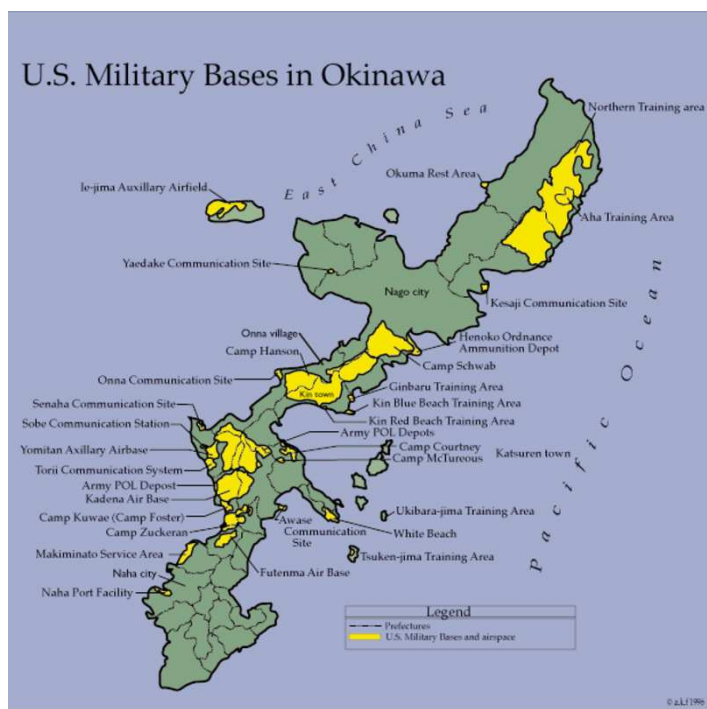 U.S. Military Bases in Okinawa
East China Sea
Northern Training area
Okuma Rest Area
Ie-jima Auxillary Airfield
Aha Training Area
Yaedake Communication Site
Nago city
Kesaji Communication Site
Onna village
Camp Hanson
Henoko Ordnance
Ammunition Depot
Camp Schwab
Onna Communication Site
Kin town
Ginbaru Training Area
Kin Blue Beach Training Area
Senaha Communication Site
Kin Red Beach Training Area
Sobe Communication Station
Army POL Depots
Yomitan Axillary Airbase
Camp Courtney
Camp McTureous
Katsuren town
Torii Communication System
Army POL Depost
Kadena Air Base
Camp Kuwae (Camp Foster)
Awase
Communication
Site
Ukibara-jima Training Area
Camp Zuckeran
White Beach
Makiminato Service Area
Tsuken-jima Training Area
Futenma Air Base
Naha city
Naha Port Facility
Pacific Ocean
Legend
Prefectures
U.S. Military Bases and airspace
© a.k.f 1996